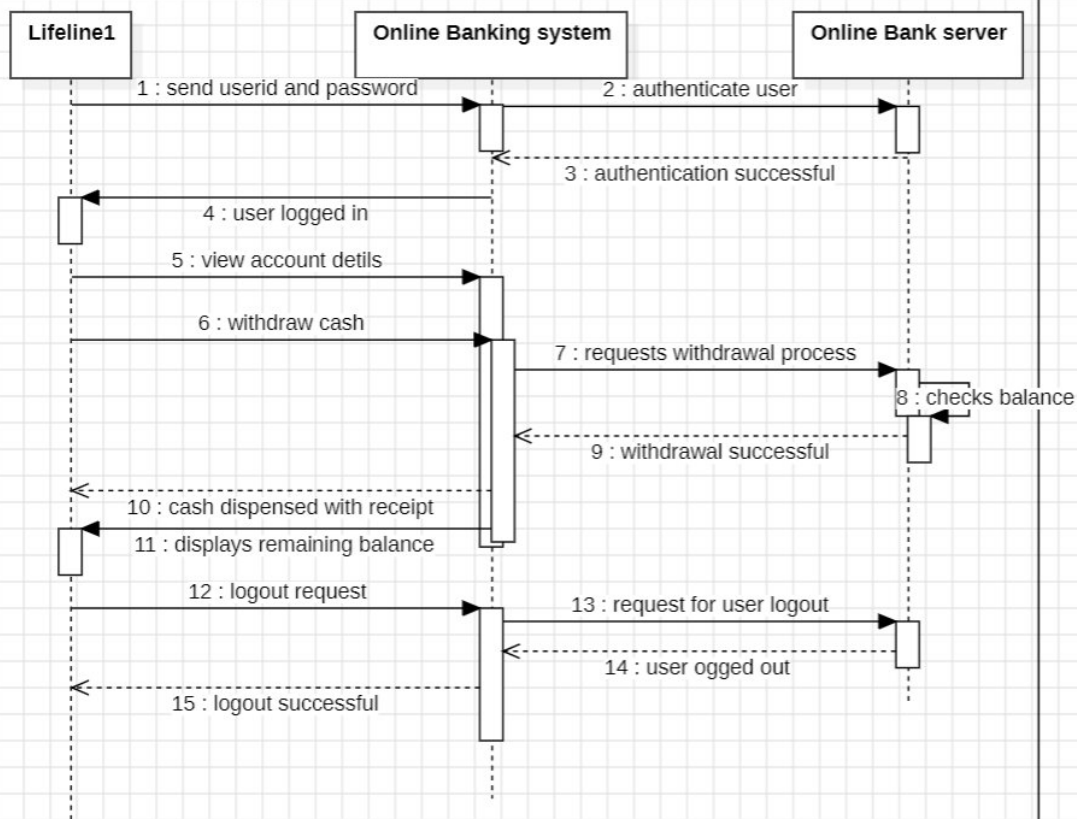 Lifeline1
Online Banking system
Online Bank server
1 : send userid and password
2 : authenticate user
3 : authentication successful
4 : user logged in
5 : view account detils
6 : withdraw cash
7 : requests withdrawal process
8 : checks balance
9 : withdrawal successful
10 : cash dispensed with receipt
11 : displays remaining balance
12 : logout request
13 : request for user logout
14 : user ogged out
15 : logout successful